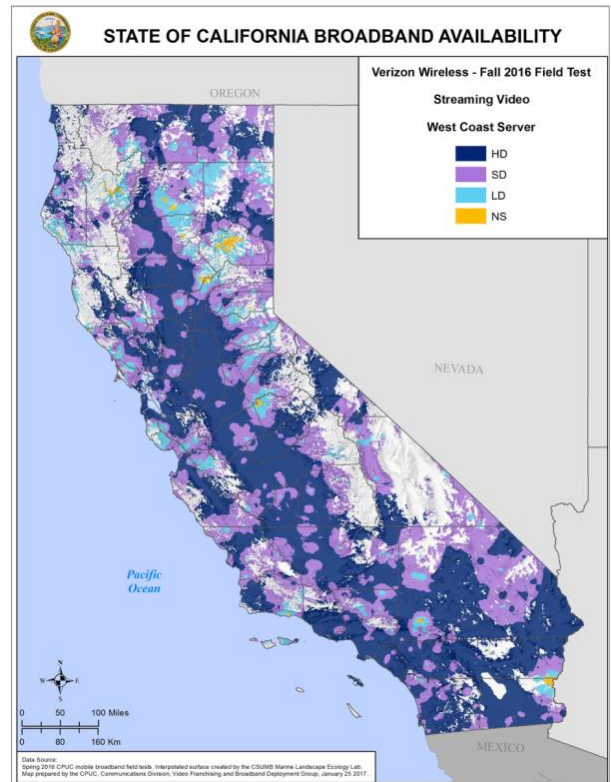 STATE OF CALIFORNIA BROADBAND AVAILABILITY
Verizon Wireless - Fall 2016 Field Test
Streaming Video
West Coast Server
HD
SD
LD
NS
OREGON
NEVADA
Pacific
Ocean
N
W E
S
0 50 100 Miles
0 80 160 KM
MEXICO
Data Source:
Spring 2016 CPUC mobile broadband field tests. Interpolated surface created by the CSUMB Marine Landscape Ecology Lab.
Map prepared by the CPUC, Communications Division, Video Franchising and Broadband Deployment Group, January 25 2017.